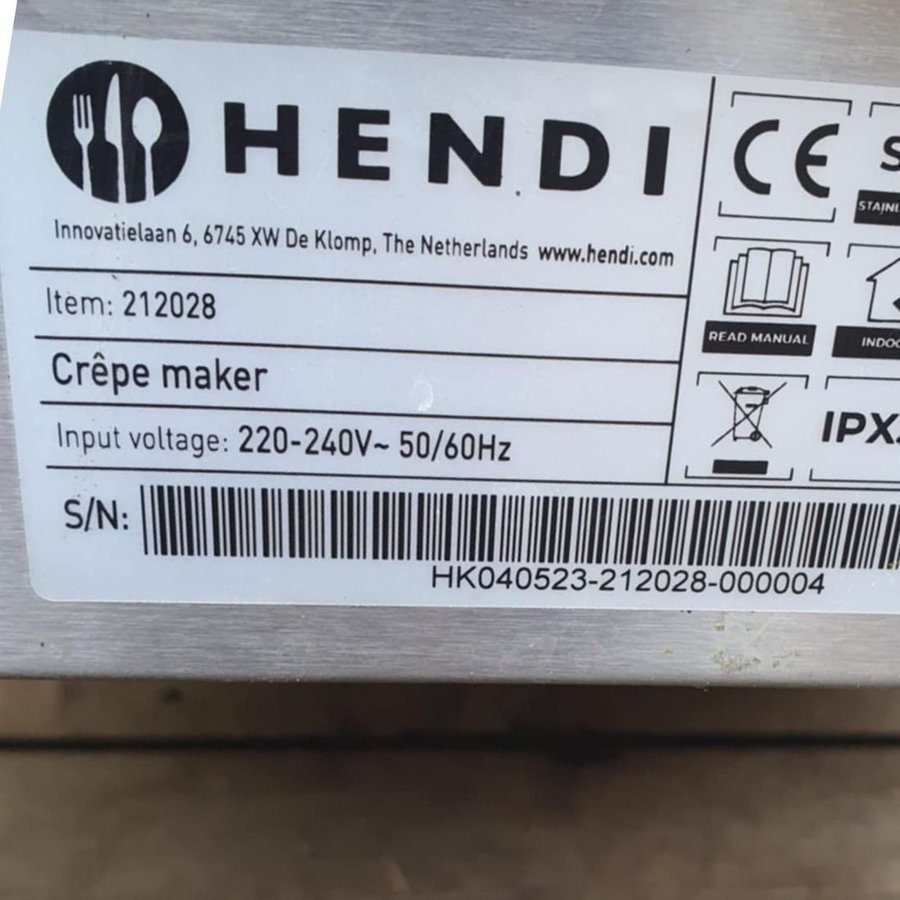 HENDI
Innovatielaan 6, 6745 XW De Klomp, The Netherlands www.hendi.com
Item: 212028
Crêpe maker
Input voltage: 220-240V~ 50/60Hz
S/N:
HK040523-212028-000004
CE
READ MANUAL